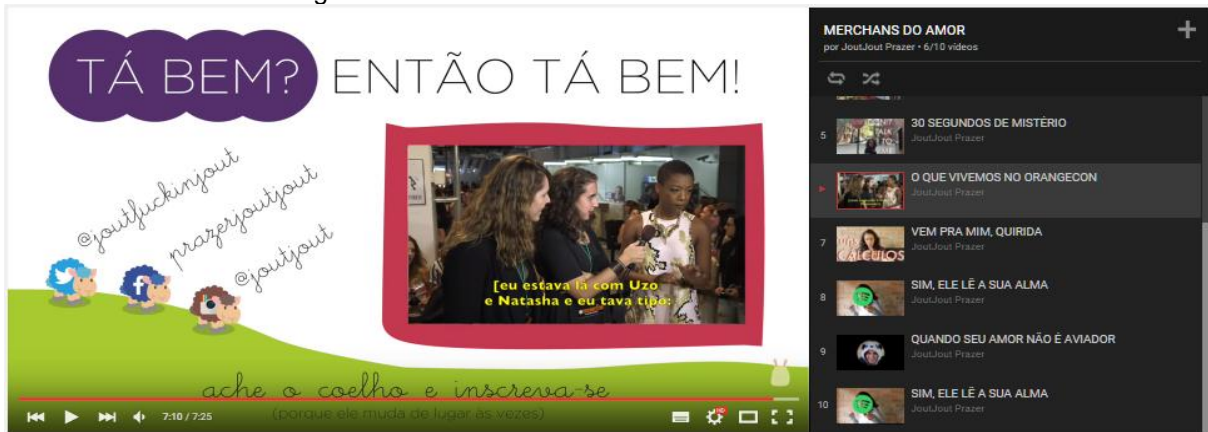 TÁ BEM? ENTÃO TÁ BEM!
@joutfuckinjout
prazerjoutjout
@joutjout
[eu estava lá com Uzo
e Natasha e eu tava tipo:
ache o coelho e inscreva-se
(porque ele muda de lugar às vezes)
7:10 / 7:25
HD
MERCHANS DO AMOR
por JoutJout Prazer • 6/10 vídeos
5
30 SEGUNDOS DE MISTÉRIO
JoutJout Prazer
O QUE VIVEMOS NO ORANGECON
JoutJout Prazer
7
CÁLCULOS
VEM PRA MIM, QUIRIDA
JoutJout Prazer
8
SIM, ELE LÊ A SUA ALMA
JoutJout Prazer
9
QUANDO SEU AMOR NÃO É AVIADOR
JoutJout Prazer
10
SIM, ELE LÊ A SUA ALMA
JoutJout Prazer